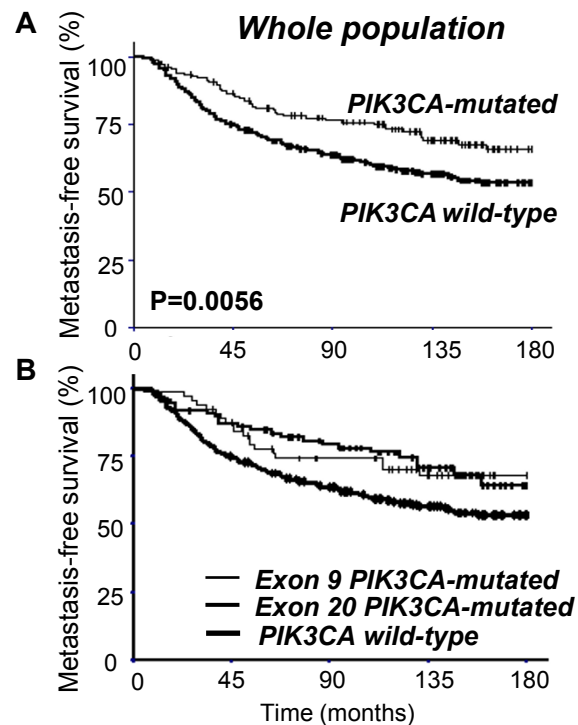 A
Whole population
Metastasis-free survival (%)
100
75
50
25
0
PIK3CA-mutated
PIK3CA wild-type
P=0.0056
0 45 90 135 180
B
Metastasis-free survival (%)
100
75
50
25
0
Exon 9 PIK3CA-mutated
Exon 20 PIK3CA-mutated
PIK3CA wild-type
0 45 90 135 180
Time (months)